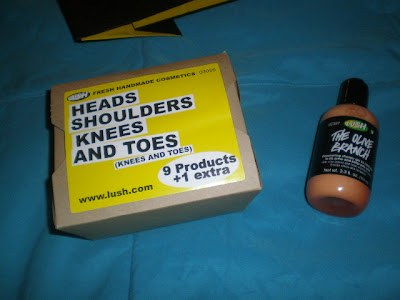 LUSH FRESH HANDMADE COSMETICS
HEADS
SHOULDERS
KNEES
AND TOES
(KNEES AND TOES)
9 Products
+1 extra
www.lush.com
LUSH
THE OLIVE
BRANCH